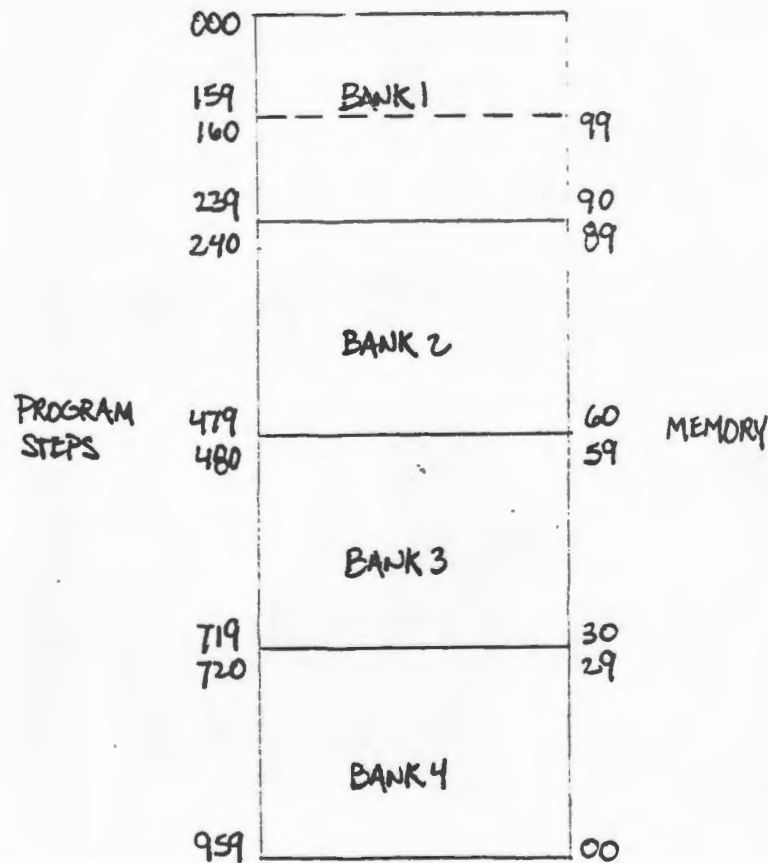 000
159 BANK 1
160 99
239 90
240 89
BANK 2
PROGRAM 479 60 MEMORY
STEPS 480 59
BANK 3
719 30
720 29
BANK 4
959 00